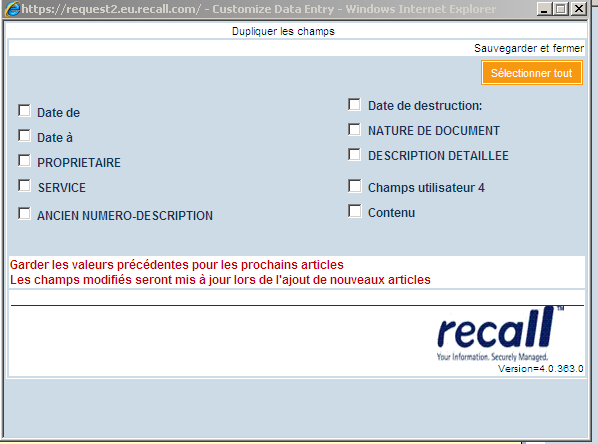 https://request2.eu.recall.com/ - Customize Data Entry - Windows Internet Explorer
Dupliquer les champs
Sauvegarder et fermer
Sélectionner tout
Date de
Date à
PROPRIETAIRE
SERVICE
ANCIEN NUMERO-DESCRIPTION
Date de destruction:
NATURE DE DOCUMENT
DESCRIPTION DETAILLEE
Champs utilisateur 4
Contenu
Garder les valeurs précédentes pour les prochains articles
Les champs modifiés seront mis à jour lors de l'ajout de nouveaux articles
recall™
Your Information. Securely Managed.
Version=4.0.363.0